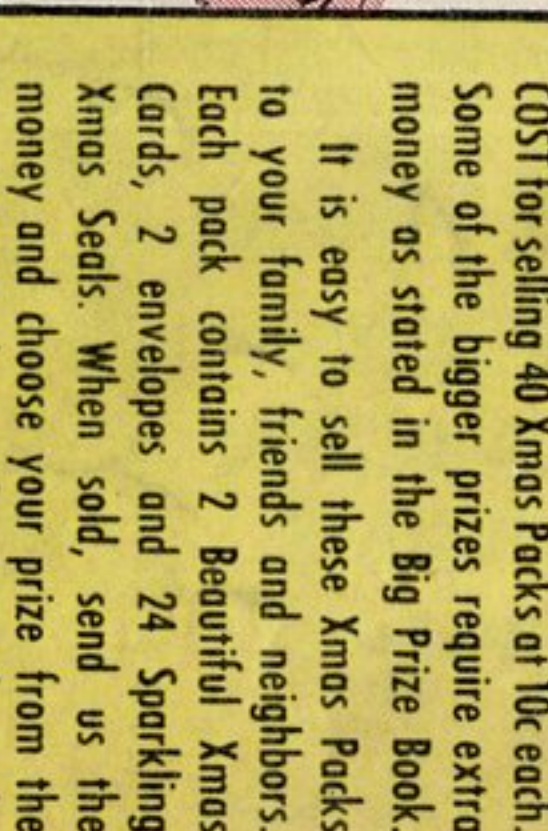 COST for selling 40 Xmas Packs at 10c each.
Some of the bigger prizes require extra
money as stated in the Big Prize Book.
It is easy to sell these Xmas Packs
to your family, friends and neighbors.
Each pack contains 2 Beautiful Xmas
Cards, 2 envelopes and 24 Sparkling
Xmas Seals. When sold, send us the
money and choose your prize from the